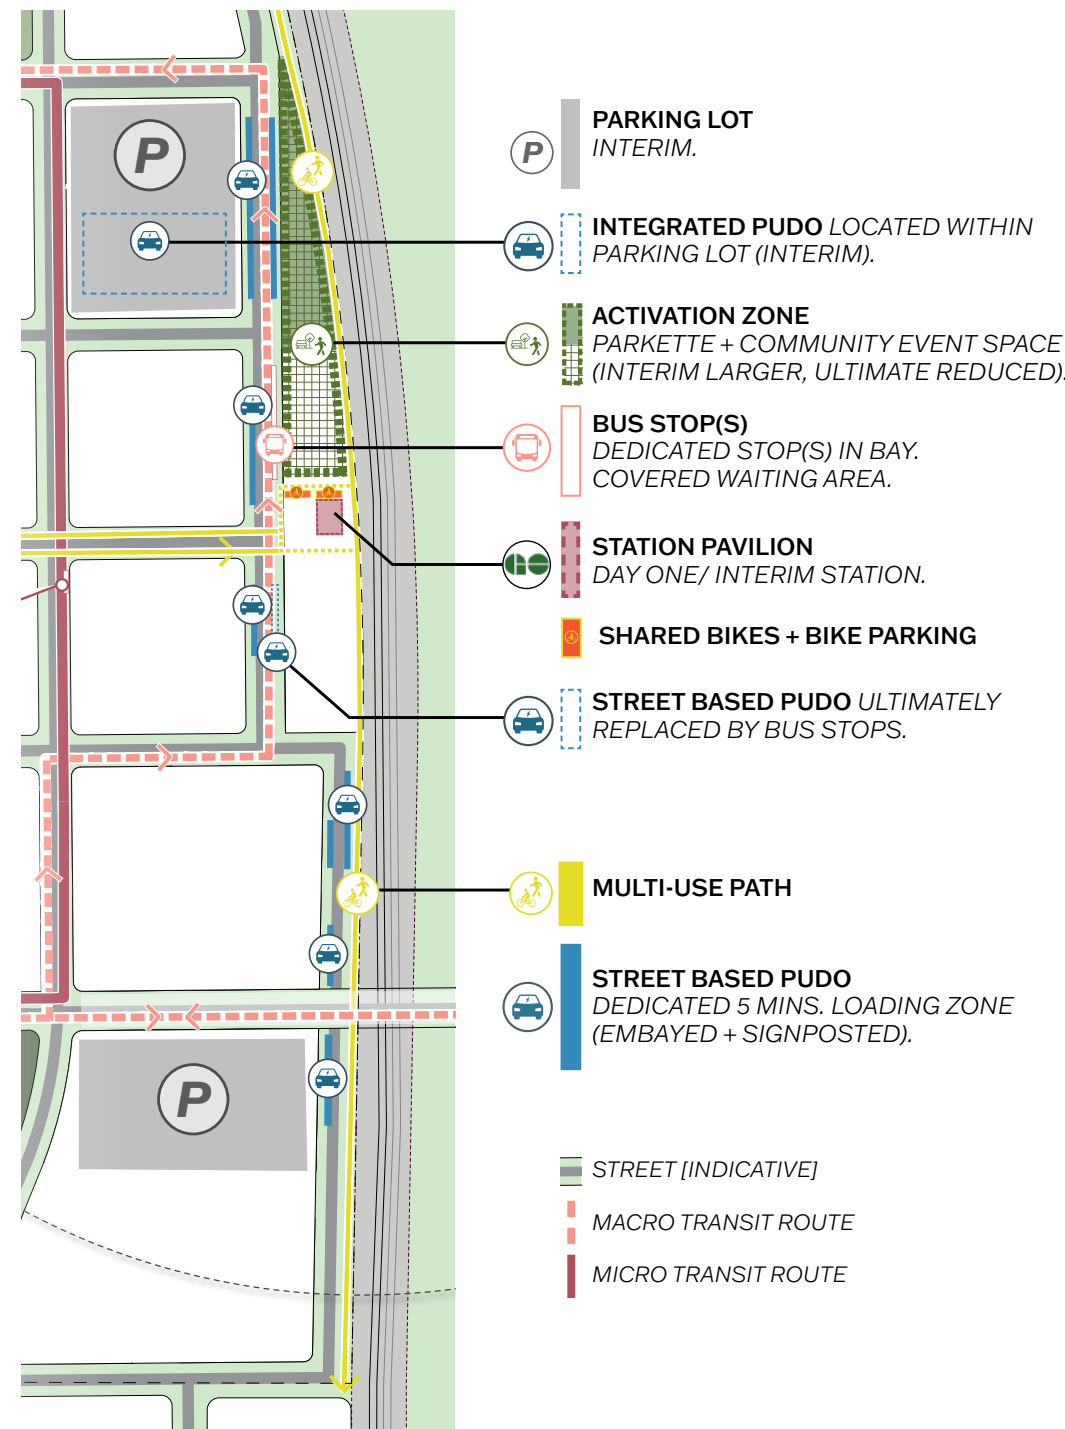 P
PARKING LOT
INTERIM.
P
INTEGRATED PUDO LOCATED WITHIN
PARKING LOT (INTERIM).
ACTIVATION ZONE
PARKETTE + COMMUNITY EVENT SPACE
(INTERIM LARGER, ULTIMATE REDUCED).
BUS STOP(S)
DEDICATED STOP(S) IN BAY.
COVERED WAITING AREA.
STATION PAVILION
DAY ONE/ INTERIM STATION.
GO
SHARED BIKES + BIKE PARKING
STREET BASED PUDO ULTIMATELY
REPLACED BY BUS STOPS.
MULTI-USE PATH
STREET BASED PUDO
DEDICATED 5 MINS. LOADING ZONE
(EMBAYED + SIGNPOSTED).
P
STREET [INDICATIVE]
MACRO TRANSIT ROUTE
MICRO TRANSIT ROUTE